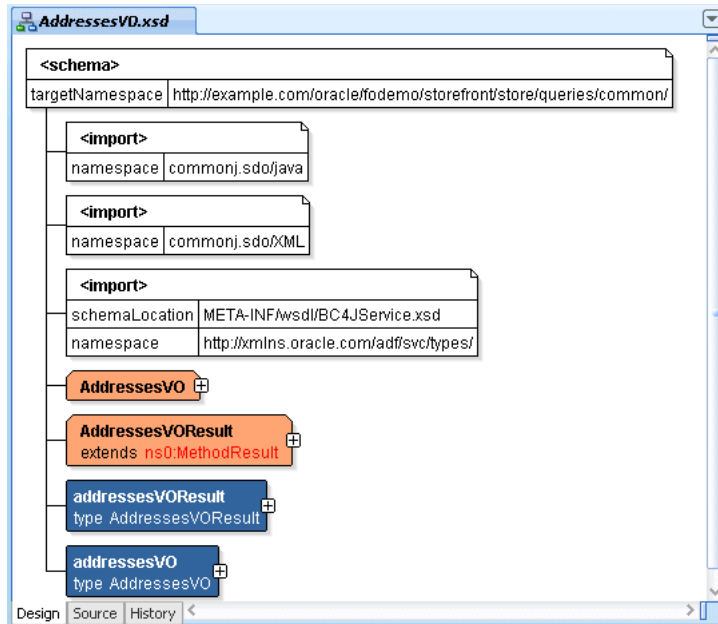 AddressesVO.xsd
<schema>
targetNamespace http://example.com/oracle/fodemo/storefront/store/queries/common/
<import>
namespace commonj.sdo/java
<import>
namespace commonj.sdo/XML
<import>
schemaLocation META-INF/wsdl/BC4JService.xsd
namespace http://xmlns.oracle.com/adf/svc/types/
AddressesVO
AddressesVOResult
extends ns0:MethodResult
addressesVOResult
type AddressesVOResult
addressesVO
type AddressesVO
Design Source History